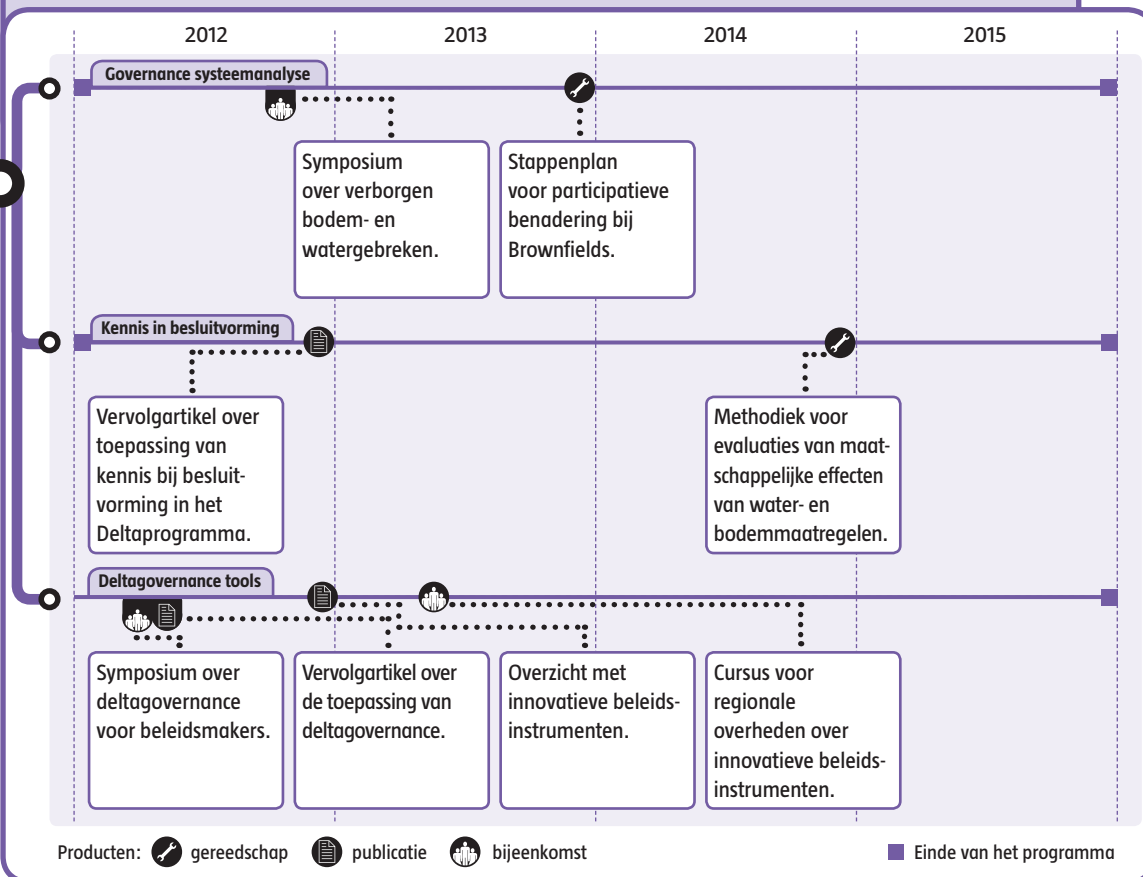 2012 2013 2014 2015
Governance systeemanalyse
Symposium
over verborgen
bodem- en
watergebreken.
Stappenplan
voor participatieve
benadering bij
Brownfields.
Kennis in besluitvorming
Vervolgartikel over
toepassing van
kennis bij besluit-
vorming in het
Deltaprogramma.
Methodiek voor
evaluaties van maat-
schappelijke effecten
van water- en
bodemmaatregelen.
Deltagovernance tools
Symposium over
deltagovernance
voor beleidsmakers.
Vervolgartikel over
de toepassing van
deltagovernance.
Overzicht met
innovatieve beleids-
instrumenten.
Cursus voor
regionale
overheden over
innovatieve beleids-
instrumenten.
Producten: gereedschap publicatie bijeenkomst Einde van het programma